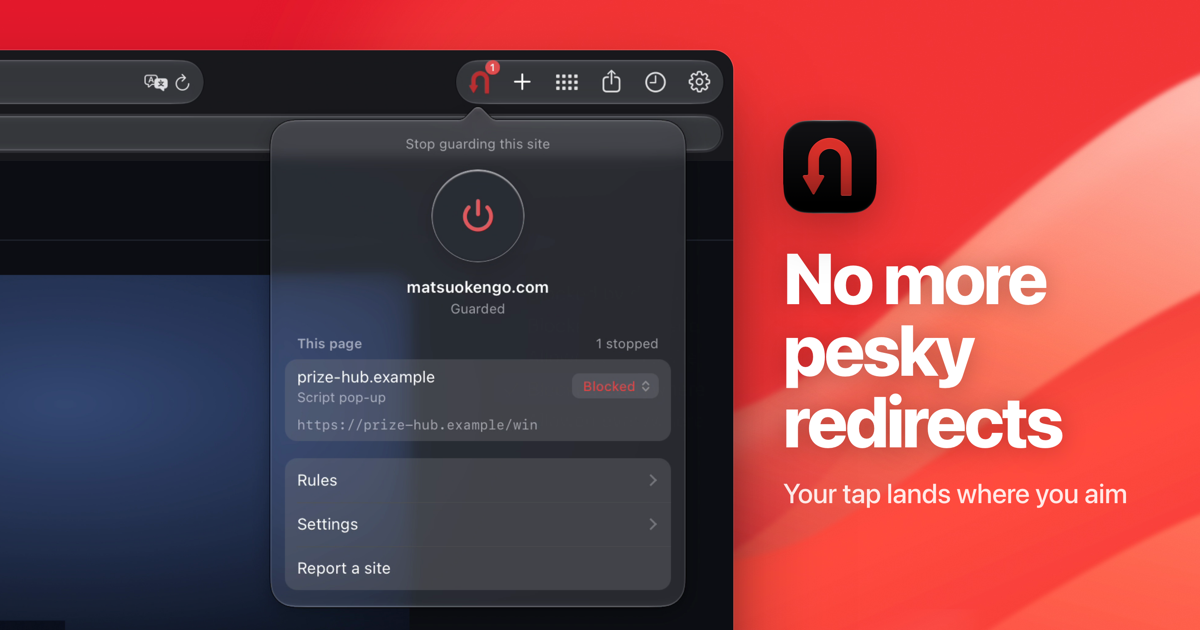 1
Stop guarding this site
matsuokengo.com
Guarded
This page
1 stopped
prize-hub.example
Blocked
Script pop-up
https://prize-hub.example/win
Rules
Settings
Report a site
No more
pesky
redirects
Your tap lands where you aim